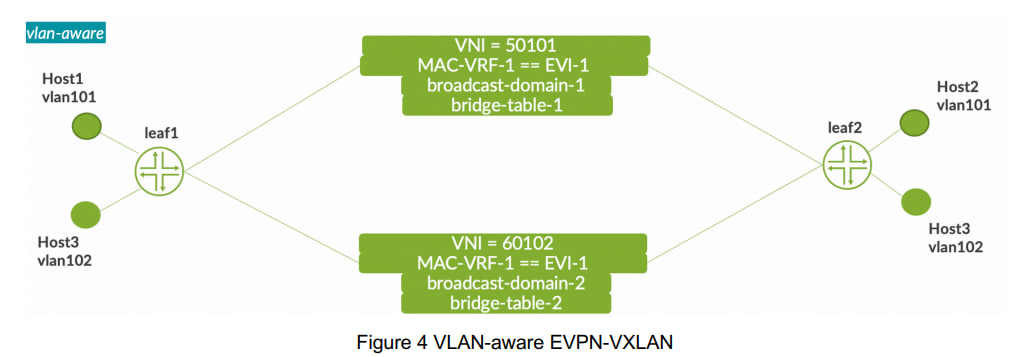 vlan-aware
Host1
vlan101
leaf1
Host3
vlan102
VNI = 50101
MAC-VRF-1 == EVI-1
broadcast-domain-1
bridge-table-1
VNI = 60102
MAC-VRF-1 == EVI-1
broadcast-domain-2
bridge-table-2
Host2
vlan101
leaf2
Host3
vlan102
Figure 4 VLAN-aware EVPN-VXLAN